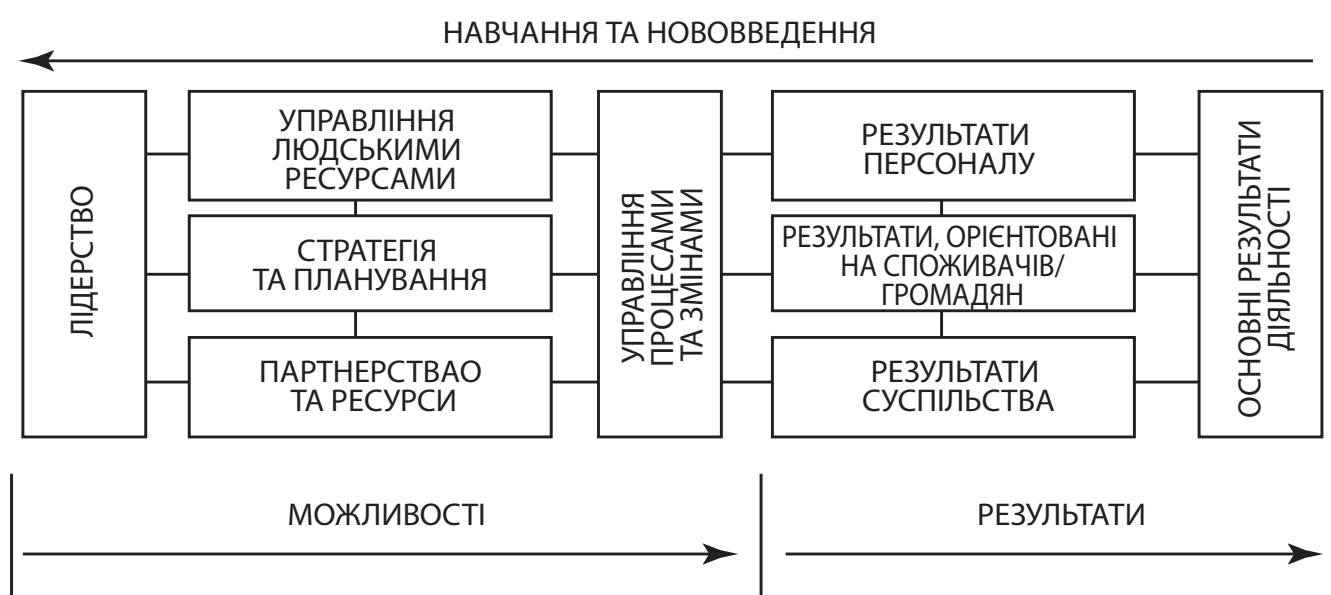 НАВЧАННЯ ТА НОВОВВЕДЕННЯ
ЛІДЕРСТВО
УПРАВЛІННЯ
ЛЮДСЬКИМИ
РЕСУРСАМИ
СТРАТЕГІЯ
ТА ПЛАНУВАННЯ
ПАРТНЕРСТВАО
ТА РЕСУРСИ
УПРАВЛІННЯ
ПРОЦЕСАМИ
ТА ЗМІНАМИ
РЕЗУЛЬТАТИ
ПЕРСОНАЛУ
РЕЗУЛЬТАТИ, ОРІЄНТОВАНІ
НА СПОЖИВАЧІВ/
ГРОМАДЯН
РЕЗУЛЬТАТИ
СУСПІЛЬСТВА
ОСНОВНІ РЕЗУЛЬТАТИ
ДІЯЛЬНОСТІ
МОЖЛИВОСТІ
РЕЗУЛЬТАТИ